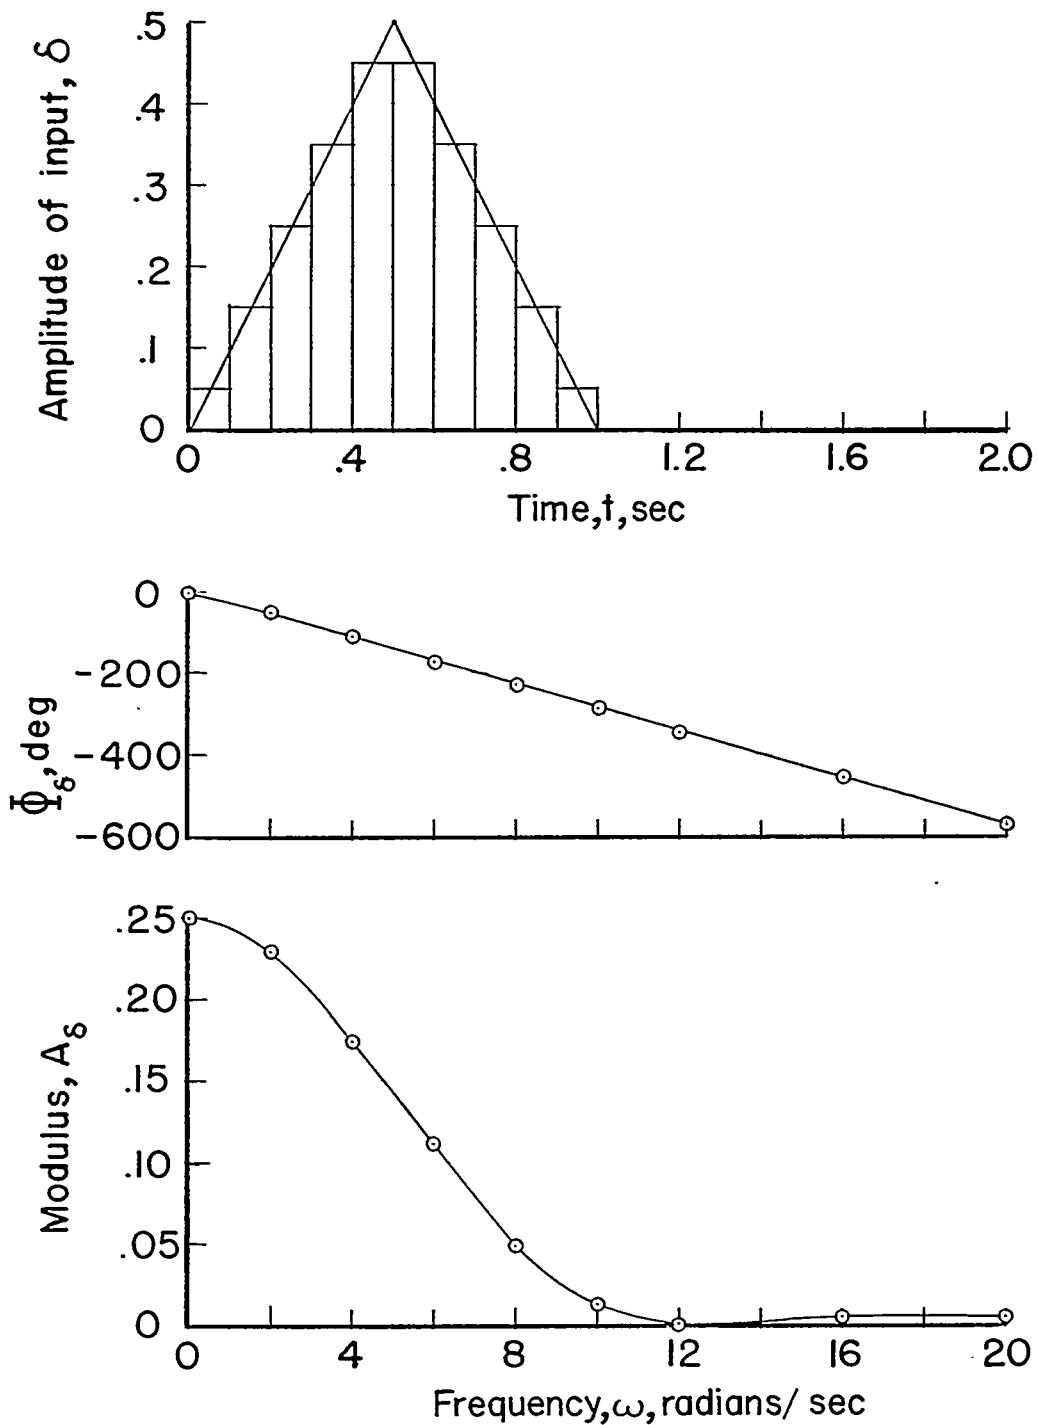 Amplitude of input, δ
.5
.4
.3
.2
.1
0
0 .4 .8 1.2 1.6 2.0
Time, t, sec
Φδ, deg
0
-200
-400
-600
Modulus, Aδ
.25
.20
.15
.10
.05
0
0 4 8 12 16 20
Frequency, ω, radians/ sec